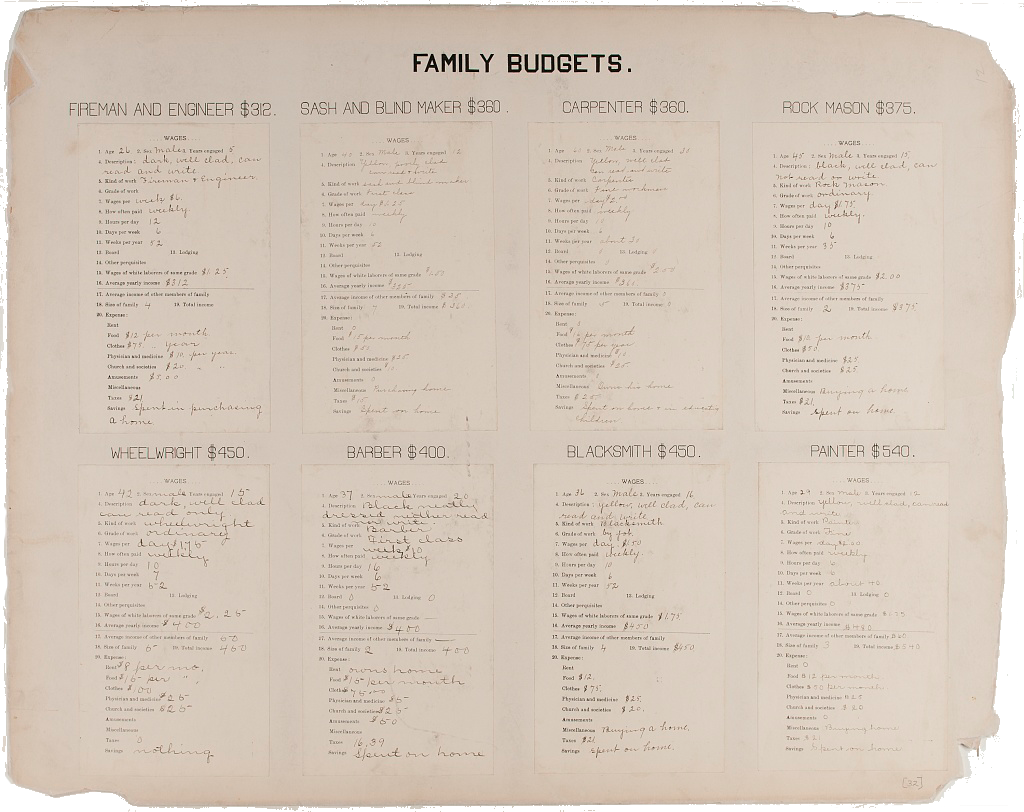 FAMILY BUDGETS.
FIREMAN AND ENGINEER $312.
WAGES
1. Age 26 2. Sex Males Years engaged 5
4. Description: dark, well clad, can
read and write
5. Kind of work Fireman & Engineer
6. Grade of work
7. Wages per week $6.
8. How often paid weekly.
9. Hours per day 12
10. Days per week 6
11. Weeks per year 52
12. Board 13. Lodging
14. Other perquisites
15. Wages of white laborers of same grade $1.25
16. Average yearly income $312
17. Average income of other members of family
18. Size of family 4 19. Total income
20. Expense:
Rent
Food $12 per month
Clothes $75 " year
Physician and medicine $10 per year
Church and societies $20 " "
Amusements $5.00
Miscellaneous
Taxes $21
Savings Spent in purchasing
a home
SASH AND BLIND MAKER $360.
WAGES
1. Age 2. Sex Male 3. Years engaged 12
4. Description Yellow, poorly clad
5. Kind of work sash and blind maker
6. Grade of work First class
7. Wages per day $1.25
8. How often paid weekly
9. Hours per day
10. Days per week
11. Weeks per year 52
12. Board 13. Lodging
14. Other perquisites
15. Wages of white laborers of same grade
16. Average yearly income
17. Average income of other members of family
18. Size of family 19. Total income $360
20. Expense:
Rent
Food $15 per month
Clothes $50
Physician and medicine
Church and societies
Amusements
Miscellaneous Purchasing home
Taxes
Savings Spent on home
CARPENTER $360.
WAGES
1. Age 2. Sex Male 3. Years engaged 30
4. Description Yellow, well clad
can read and write
5. Kind of work Carpenter
6. Grade of work Fine workman
7. Wages per day
8. How often paid weekly
9. Hours per day
10. Days per week 6
11. Weeks per year about 30
12. Board 13. Lodging
14. Other perquisites
15. Wages of white laborers of same grade
16. Average yearly income $360
17. Average income of other members of family
18. Size of family 19. Total income
20. Expense:
Rent
Food per month
Clothes $75 per year
Physician and medicine
Church and societies $25
Amusements
Miscellaneous Owns his home
Taxes $25
Savings Spent on home & in educating
children
ROCK MASON $375.
WAGES
1. Age 45 2. Sex Male 3. Years engaged 15
4. Description: black, well clad, can
not read or write
5. Kind of work Rock Mason
6. Grade of work ordinary
7. Wages per day $1.75
8. How often paid weekly.
9. Hours per day 10
10. Days per week 6
11. Weeks per year 35
12. Board 13. Lodging
14. Other perquisites
15. Wages of white laborers of same grade $2.00
16. Average yearly income $375
17. Average income of other members of family
18. Size of family 2 19. Total income $375
20. Expense:
Rent
Food $10 per month
Clothes $50
Physician and medicine $25
Church and societies $25
Amusements
Miscellaneous Buying a home
Taxes $21
Savings Spent on home.
WHEELWRIGHT $450.
WAGES
1. Age 42 2. Sex male Years engaged 15
4. Description dark, well clad
can read only
5. Kind of work wheelwright
6. Grade of work ordinary
7. Wages per day $1.75
8. How often paid weekly
9. Hours per day 10
10. Days per week 7
11. Weeks per year 52
12. Board 13. Lodging
14. Other perquisites
15. Wages of white laborers of same grade $2.25
16. Average yearly income $400
17. Average income of other members of family 50
18. Size of family 5 19. Total income 450
20. Expense:
Rent $8 per mo.
Food $15 per " "
Clothes $100
Physician and medicine $25
Church and societies $25
Amusements
Miscellaneous
Taxes 0
Savings nothing
BARBER $400.
WAGES
1. Age 37 2. Sex male Years engaged 20
4. Description Black neatly
dressed neither read
nor write
5. Kind of work Barber
6. Grade of work First class
7. Wages per week $10
8. How often paid weekly
9. Hours per day 16
10. Days per week 6
11. Weeks per year 52
12. Board 0 13. Lodging 0
14. Other perquisites 0
15. Wages of white laborers of same grade —
16. Average yearly income $400
17. Average income of other members of family —
18. Size of family 2 19. Total income 400
20. Expense:
Rent owns home
Food $15 per month
Clothes $75.00
Physician and medicine $5
Church and societies $25
Amusements $50
Miscellaneous
Taxes 16.39
Savings Spent on home
BLACKSMITH $450.
WAGES
1. Age 36 2. Sex Male 3. Years engaged 16
4. Description: Yellow, well clad, can
read and write
5. Kind of work Blacksmith
6. Grade of work by job.
7. Wages per day $1.50
8. How often paid weekly.
9. Hours per day 10
10. Days per week 6
11. Weeks per year 52
12. Board 13. Lodging
14. Other perquisites
15. Wages of white laborers of same grade $1.75
16. Average yearly income $450
17. Average income of other members of family
18. Size of family 4 19. Total income $450
20. Expense:
Rent
Food $12.
Clothes $75.
Physician and medicine $25
Church and societies $20.
Amusements
Miscellaneous Buying a home.
Taxes $21
Savings Spent on home.
PAINTER $540.
WAGES
1. Age 29 2. Sex Male 3. Years engaged 12
4. Description Yellow, well clad, can read
and write
5. Kind of work Painter
6. Grade of work Fine
7. Wages per day
8. How often paid weekly
9. Hours per day
10. Days per week 6
11. Weeks per year about 40
12. Board 0 13. Lodging 0
14. Other perquisites 0
15. Wages of white laborers of same grade
16. Average yearly income $480
17. Average income of other members of family $60
18. Size of family 3 19. Total income $540
20. Expense:
Rent 0
Food $12 per month
Clothes per month
Physician and medicine $25
Church and societies $20
Amusements 0
Miscellaneous Buying home
Taxes $21
Savings Spent on home
[32]